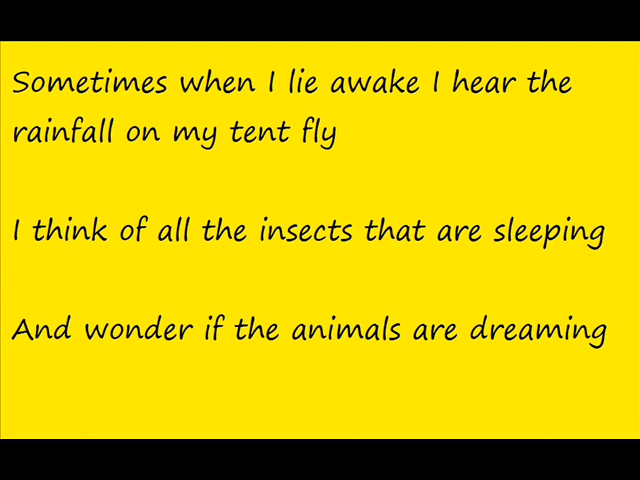 Sometimes when I lie awake I hear the
rainfall on my tent fly
I think of all the insects that are sleeping
And wonder if the animals are dreaming